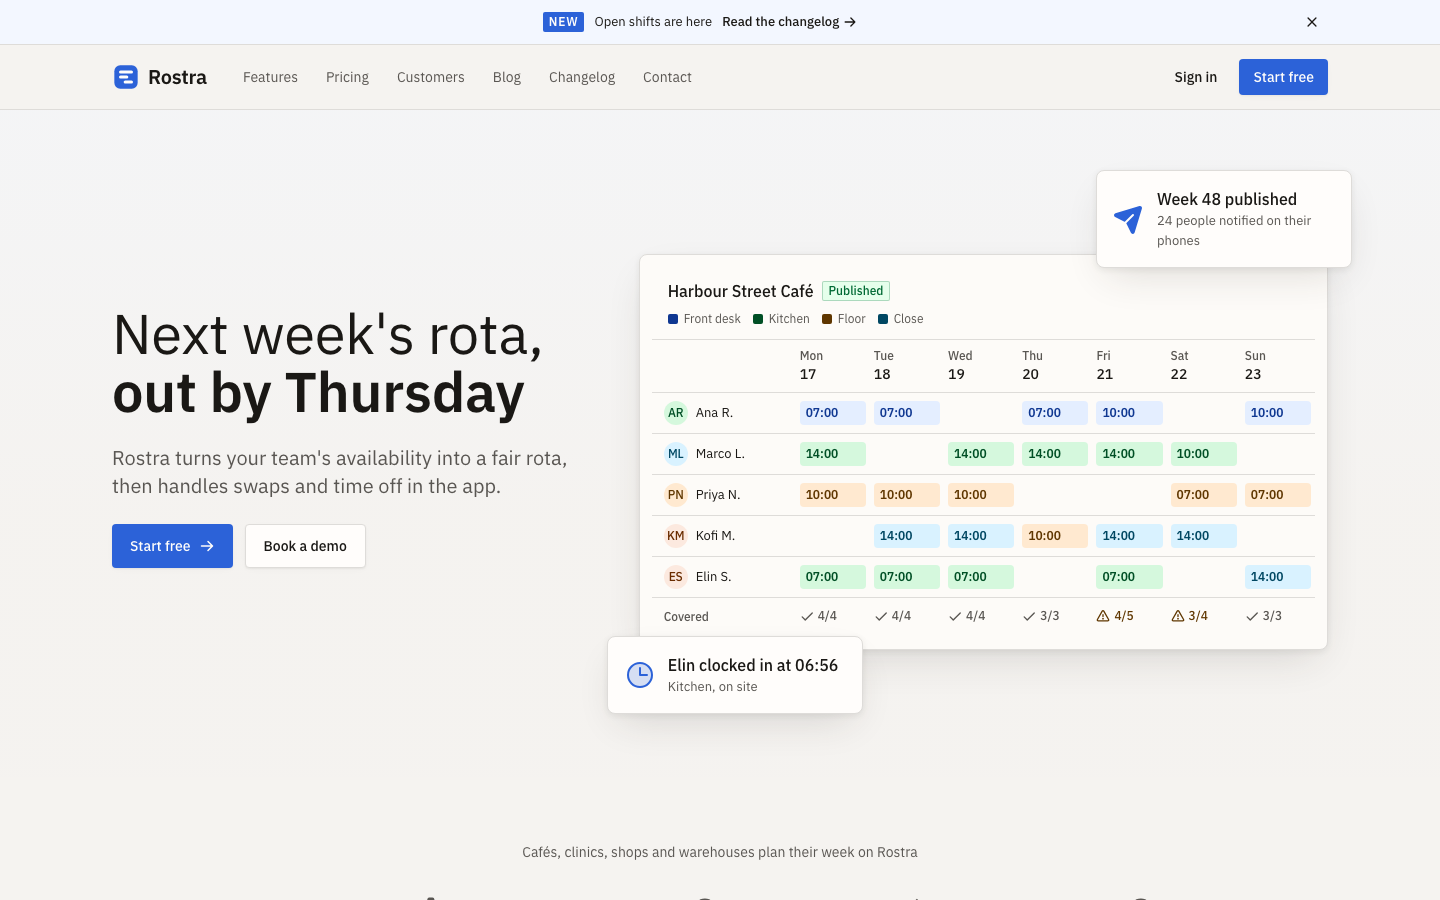 NEW Open shifts are here Read the changelog →
Rostra Features Pricing Customers Blog Changelog Contact Sign in Start free
Week 48 published
24 people notified on their
phones
Next week's rota,
out by Thursday
Rostra turns your team's availability into a fair rota,
then handles swaps and time off in the app.
Start free → Book a demo
Harbour Street Café Published
Front desk Kitchen Floor Close
Mon Tue Wed Thu Fri Sat Sun
17 18 19 20 21 22 23
AR Ana R. 07:00 07:00 07:00 10:00 10:00
ML Marco L. 14:00 14:00 14:00 14:00 10:00
PN Priya N. 10:00 10:00 10:00 07:00 07:00
KM Kofi M. 14:00 14:00 10:00 14:00 14:00
ES Elin S. 07:00 07:00 07:00 07:00 14:00
Covered 4/4 4/4 4/4 3/3 4/5 3/4 3/3
Elin clocked in at 06:56
Kitchen, on site
Cafés, clinics, shops and warehouses plan their week on Rostra